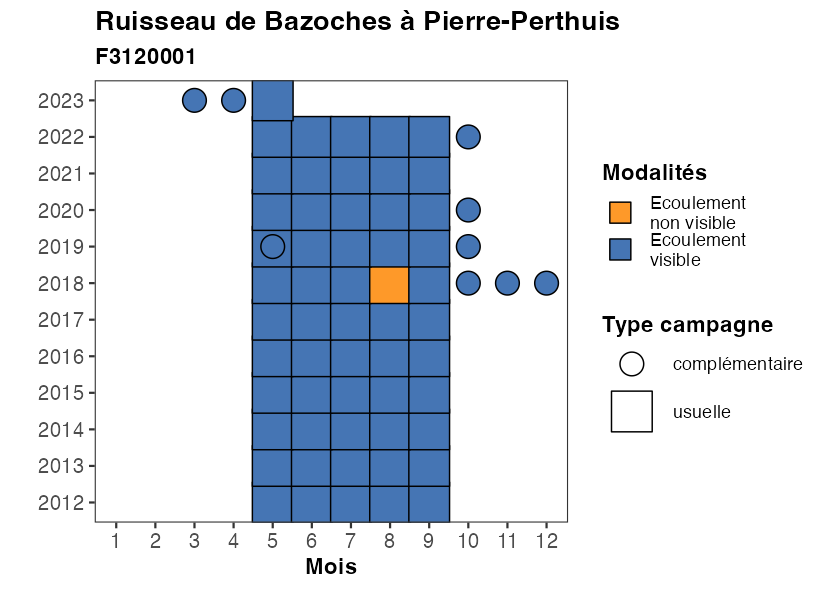 Ruisseau de Bazoches à Pierre-Perthuis
F3120001
2023
2022
2021
2020
2019
2018
2017
2016
2015
2014
2013
2012
1 2 3 4 5 6 7 8 9 10 11 12
Mois
Modalités
Ecoulement
non visible
Ecoulement
visible
Type campagne
complémentaire
usuelle